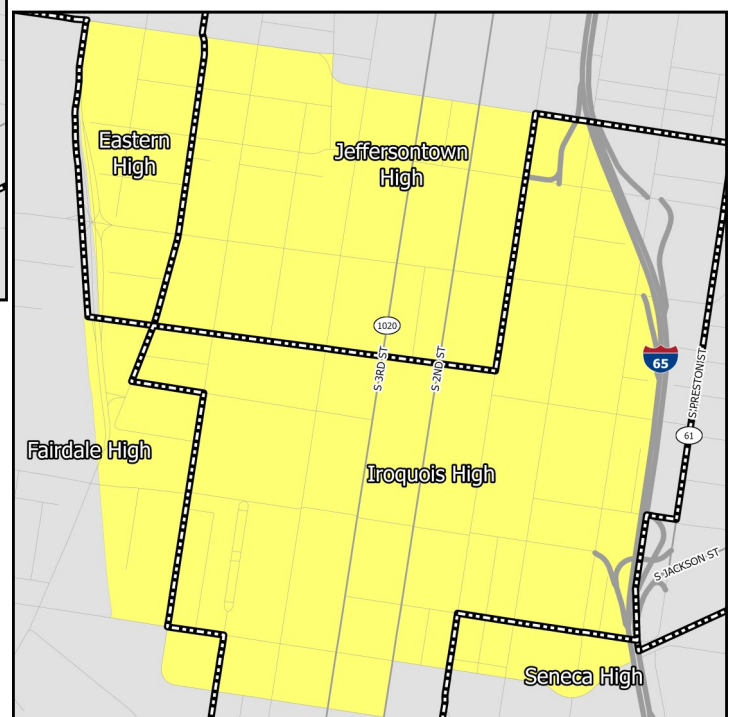 Eastern
High
Jeffersontown
High
1020
S 3RD ST
S 2ND ST
65
S PRESTON ST
61
Fairdale High
Iroquois High
S JACKSON ST
Seneca High